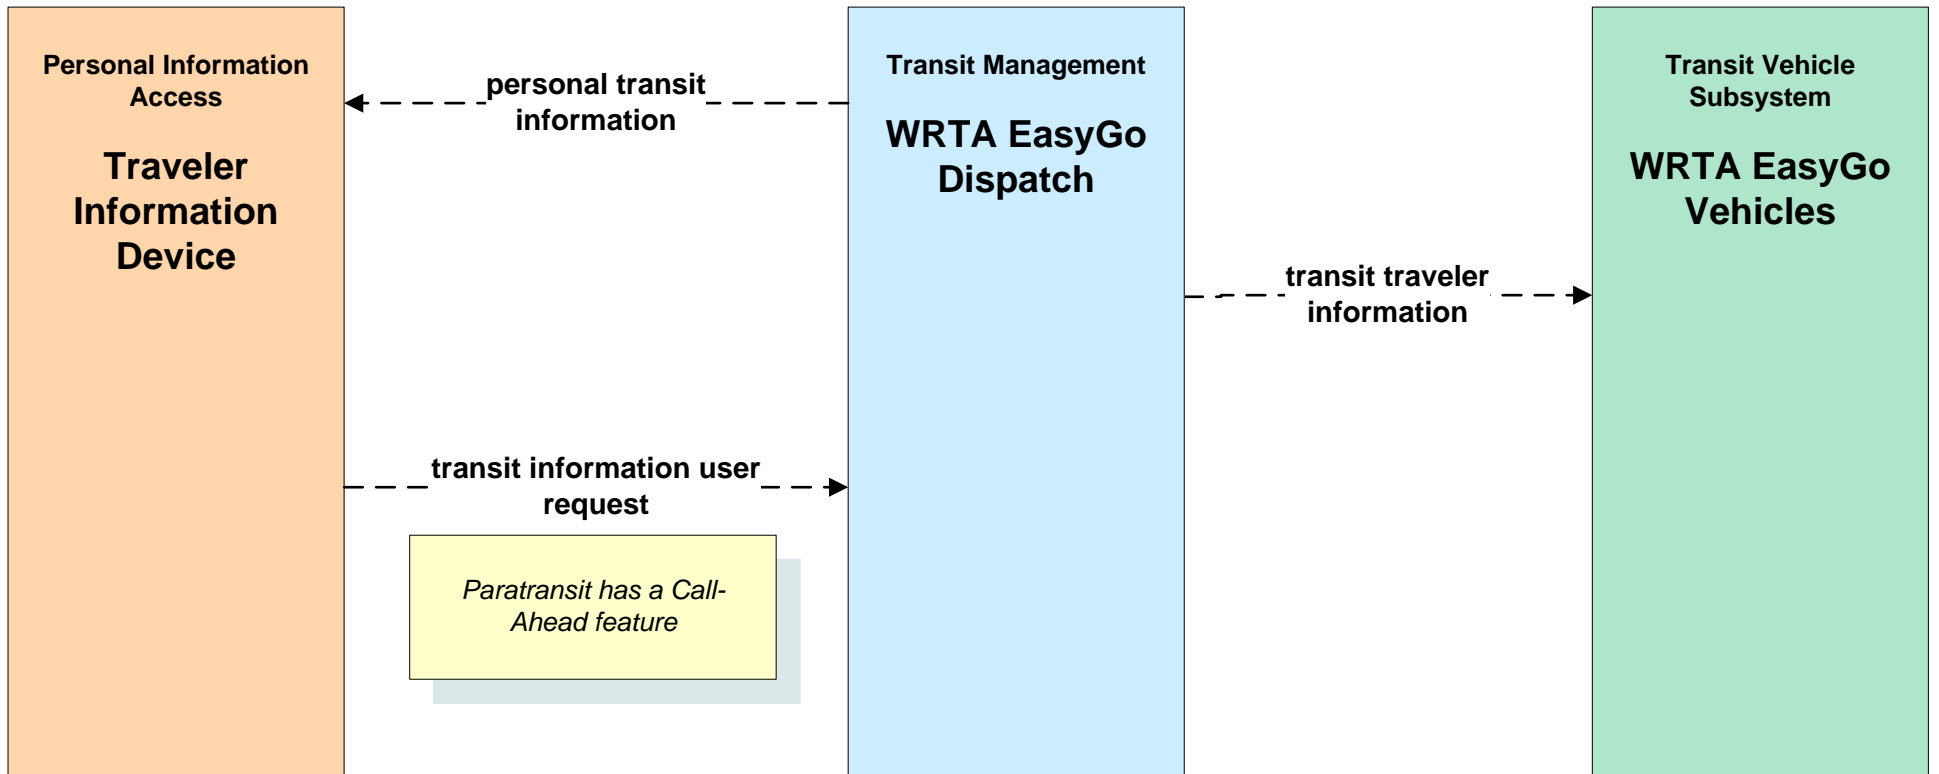 Personal Information
Access
Traveler
Information
Device
personal transit
information
transit information user
request
Paratransit has a Call-
Ahead feature
Transit Management
WRTA EasyGo
Dispatch
transit traveler
information
Transit Vehicle
Subsystem
WRTA EasyGo
Vehicles